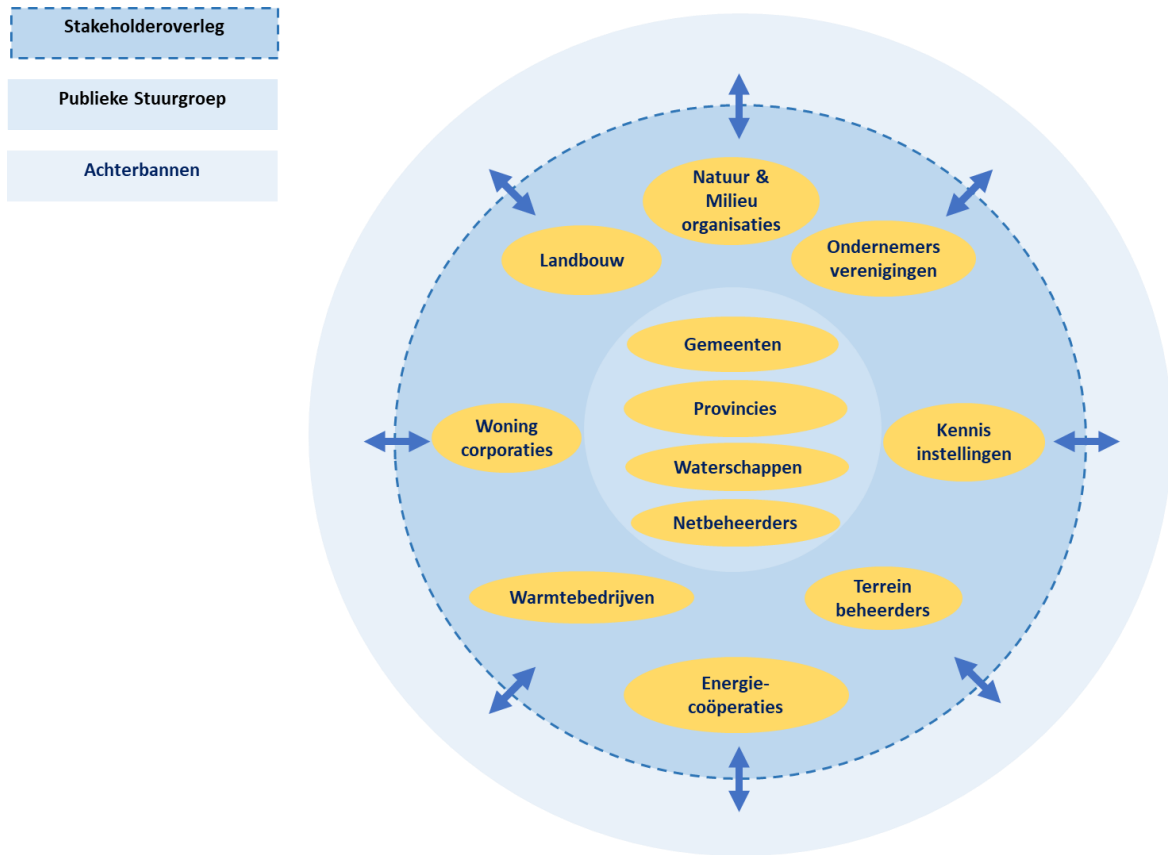 Stakeholderoverleg
Publieke Stuurgroep
Achterbannen
Natuur &
Milieu
organisaties
Landbouw
Ondernemers
verenigingen
Gemeenten
Provincies
Woning
corporaties
Kennis
instellingen
Waterschappen
Netbeheerders
Warmtebedrijven
Terrein
beheerders
Energie-
coöperaties